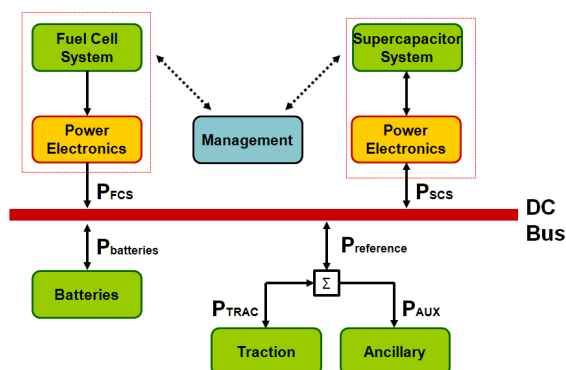 Fuel Cell
System
Supercapacitor
System
Power
Electronics
Management
Power
Electronics
PFCS
PSCS
DC
Bus
Pbatteries
Preference
Batteries
Σ
PTRAC
PAUX
Traction
Ancillary